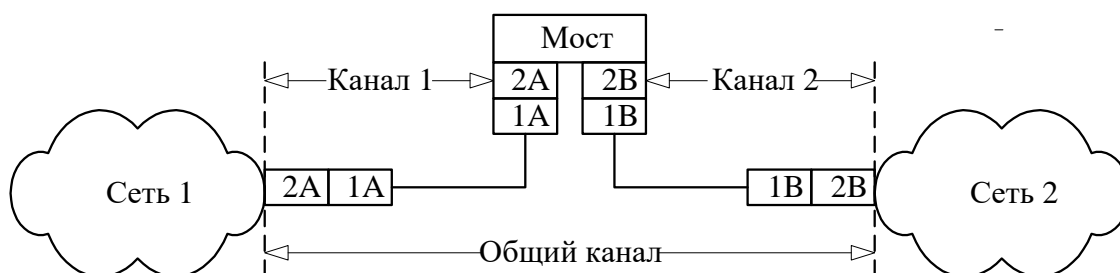 Мост
Канал 1
2A
2B
Канал 2
1A
1B
Сеть 1
2A
1A
1B
2B
Сеть 2
Общий канал